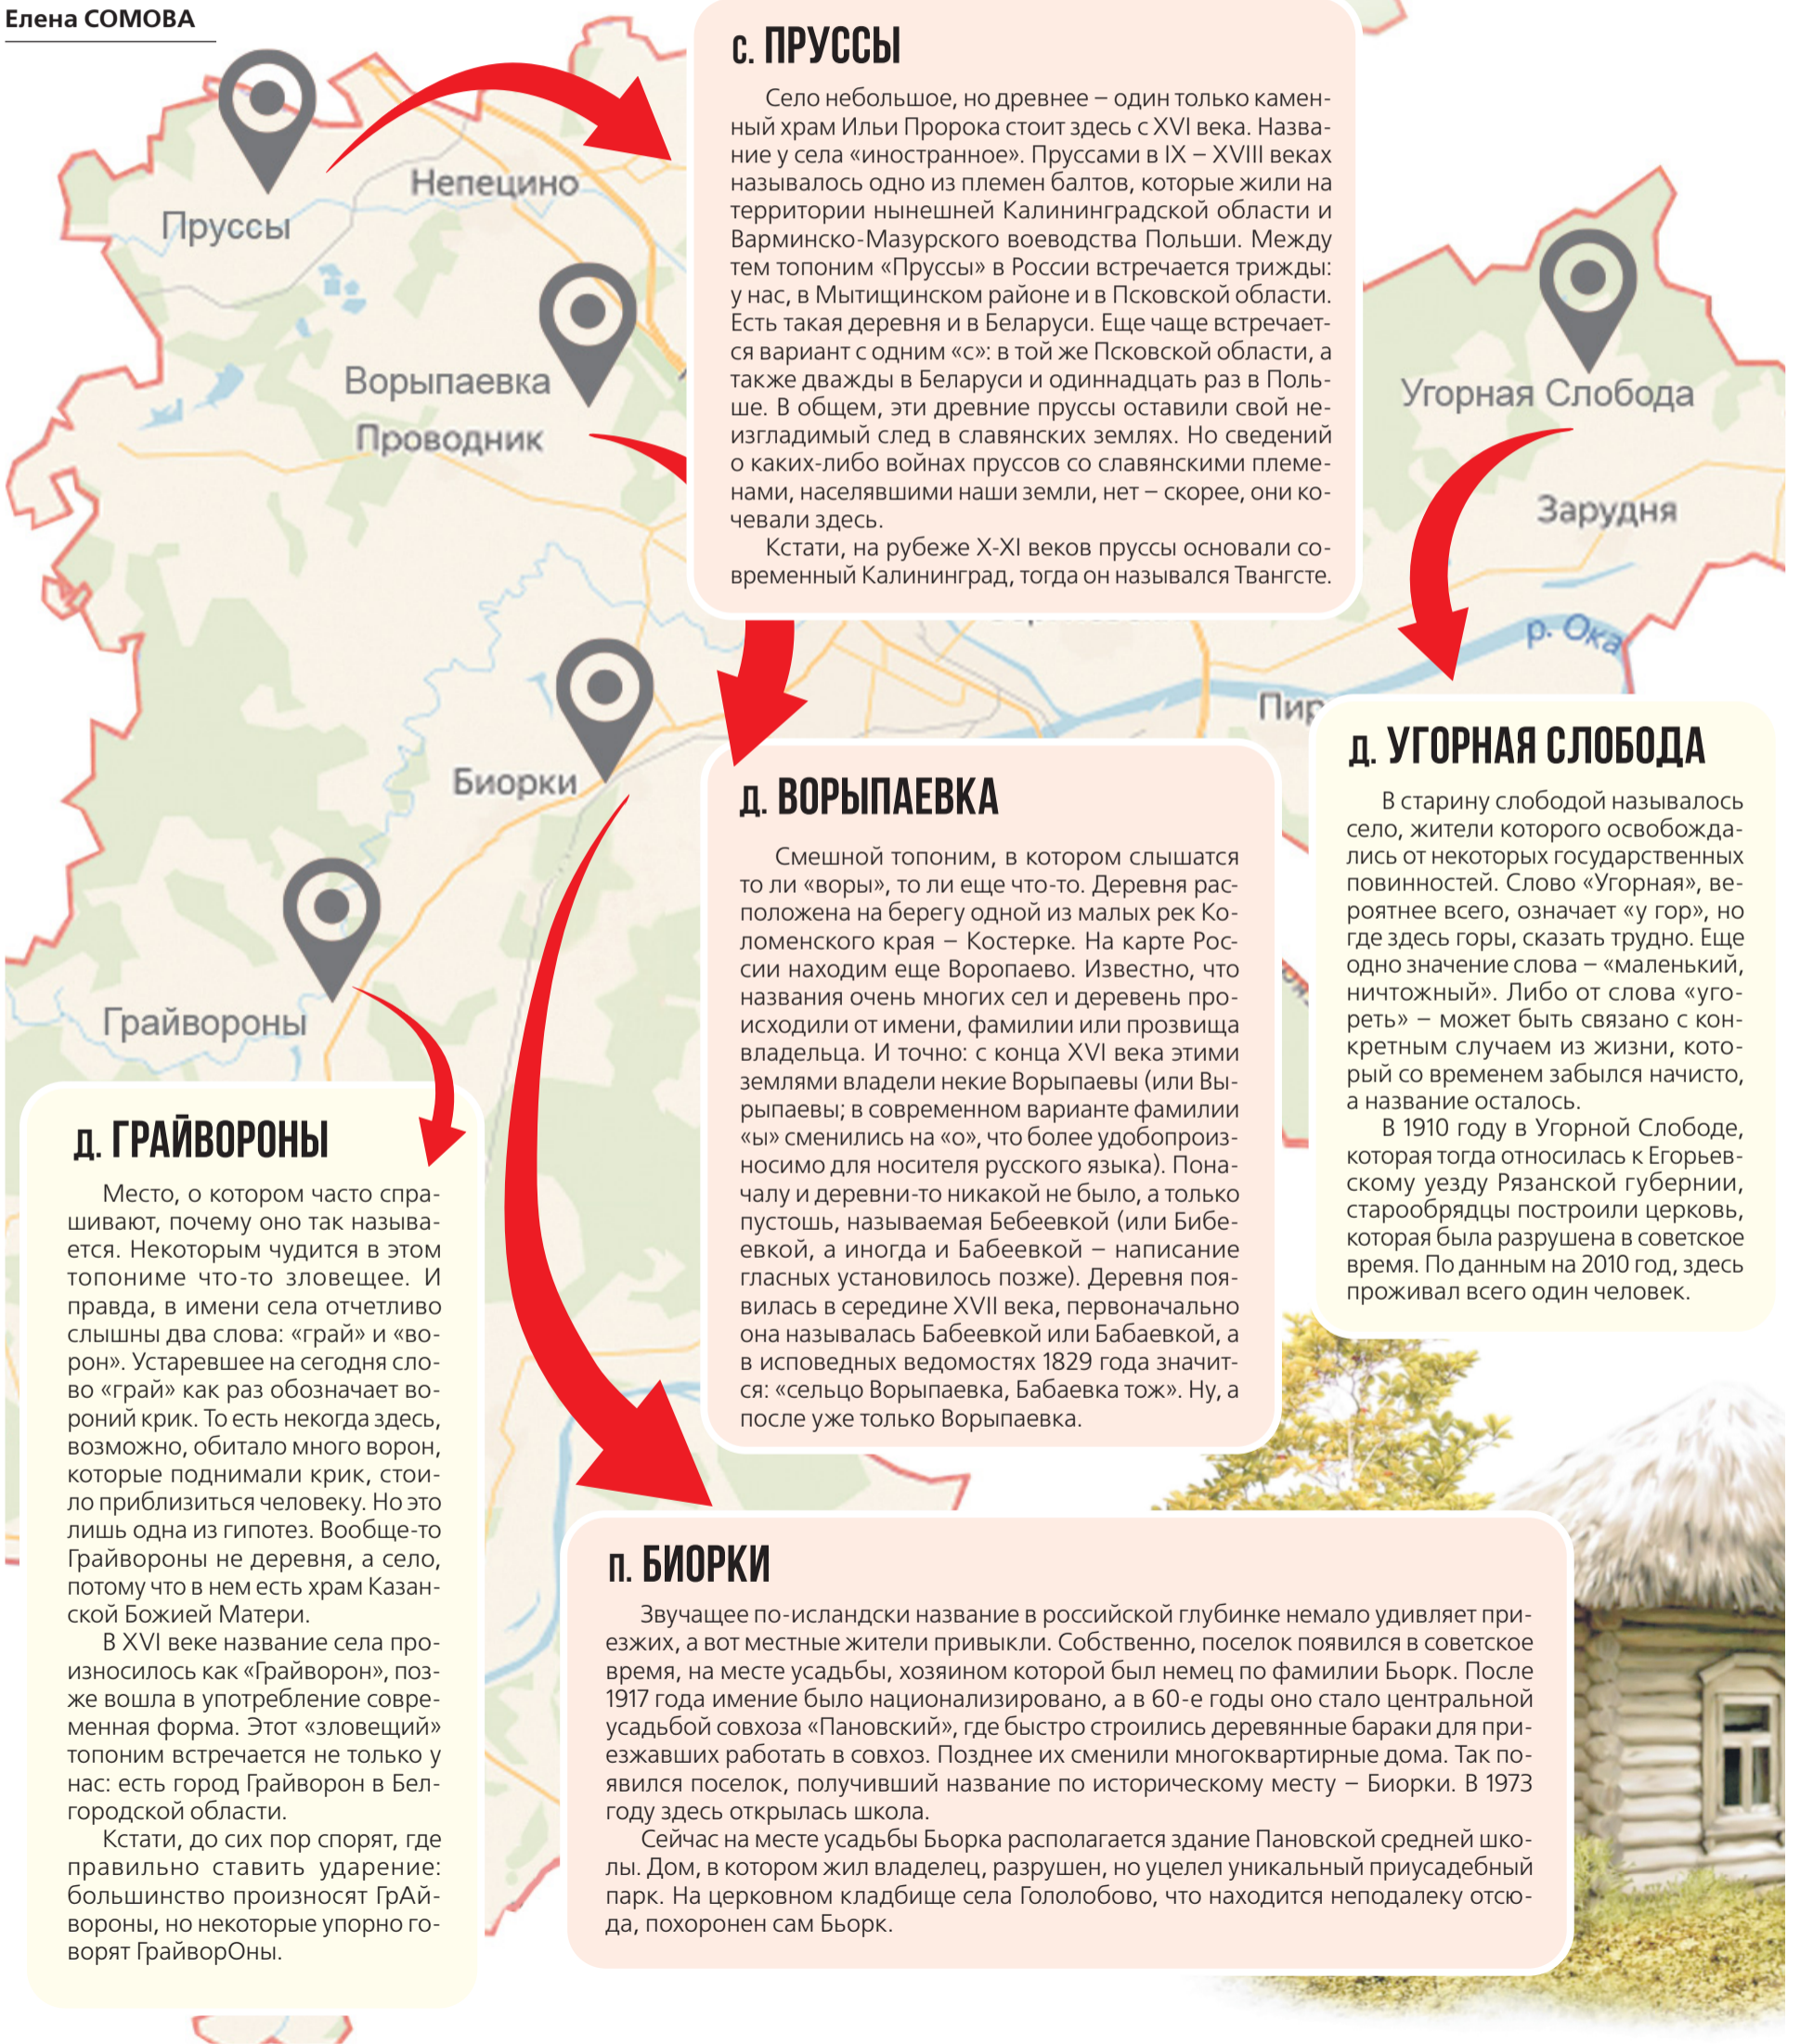 Елена СОМОВА
Пруссы
Непецино
Ворыпаевка
Проводник
Биорки
Грайвороны
Угорная Слобода
Зарудня
р. Ока
Пир
с. ПРУССЫ
Село небольшое, но древнее – один только камен-
ный храм Ильи Пророка стоит здесь с XVI века. Назва-
ние у села «иностранное». Пруссами в IX – XVIII веках
называлось одно из племен балтов, которые жили на
территории нынешней Калининградской области и
Варминско-Мазурского воеводства Польши. Между
тем топоним «Пруссы» в России встречается трижды:
у нас, в Мытищинском районе и в Псковской области.
Есть такая деревня и в Беларуси. Еще чаще встречает-
ся вариант с одним «с»: в той же Псковской области, а
также дважды в Беларуси и одиннадцать раз в Поль-
ше. В общем, эти древние пруссы оставили свой не-
изгладимый след в славянских землях. Но сведений
о каких-либо войнах пруссов со славянскими племе-
нами, населявшими наши земли, нет – скорее, они ко-
чевали здесь.
Кстати, на рубеже X-XI веков пруссы основали со-
временный Калининград, тогда он назывался Твангсте.
д. УГОРНАЯ СЛОБОДА
В старину слободой называлось
село, жители которого освобожда-
лись от некоторых государственных
повинностей. Слово «Угорная», ве-
роятнее всего, означает «у гор», но
где здесь горы, сказать трудно. Еще
одно значение слова – «маленький,
ничтожный». Либо от слова «уго-
реть» – может быть связано с кон-
кретным случаем из жизни, кото-
рый со временем забылся начисто,
а название осталось.
В 1910 году в Угорной Слободе,
которая тогда относилась к Егорьев-
скому уезду Рязанской губернии,
старообрядцы построили церковь,
которая была разрушена в советское
время. По данным на 2010 год, здесь
проживал всего один человек.
д. ВОРЫПАЕВКА
Смешной топоним, в котором слышатся
то ли «воры», то ли еще что-то. Деревня рас-
положена на берегу одной из малых рек Ко-
ломенского края – Костерке. На карте Рос-
сии находим еще Воропаево. Известно, что
названия очень многих сел и деревень про-
исходили от имени, фамилии или прозвища
владельца. И точно: с конца XVI века этими
землями владели некие Ворыпаевы (или Вы-
рыпаевы; в современном варианте фамилии
«ы» сменились на «о», что более удобопроиз-
носимо для носителя русского языка). Пона-
чалу и деревни-то никакой не было, а только
пустошь, называемая Бебеевкой (или Бибе-
евкой, а иногда и Бабеевкой – написание
гласных установилось позже). Деревня поя-
вилась в середине XVII века, первоначально
она называлась Бабеевкой или Бабаевкой, а
в исповедных ведомостях 1829 года значит-
ся: «сельцо Ворыпаевка, Бабаевка тож». Ну, а
после уже только Ворыпаевка.
д. ГРАЙВОРОНЫ
Место, о котором часто спра-
шивают, почему оно так называ-
ется. Некоторым чудится в этом
топониме что-то зловещее. И
правда, в имени села отчетливо
слышны два слова: «грай» и «во-
рон». Устаревшее на сегодня сло-
во «грай» как раз обозначает во-
роний крик. То есть некогда здесь,
возможно, обитало много ворон,
которые поднимали крик, стои-
ло приблизиться человеку. Но это
лишь одна из гипотез. Вообще-то
Грайвороны не деревня, а село,
потому что в нем есть храм Казан-
ской Божией Матери.
В XVI веке название села про-
износилось как «Грайворон», поз-
же вошла в употребление совре-
менная форма. Этот «зловещий»
топоним встречается не только у
нас: есть город Грайворон в Бел-
городской области.
Кстати, до сих пор спорят, где
правильно ставить ударение:
большинство произносят ГрАй-
вороны, но некоторые упорно го-
ворят ГрайворОны.
п. БИОРКИ
Звучащее по-исландски название в российской глубинке немало удивляет при-
езжих, а вот местные жители привыкли. Собственно, поселок появился в советское
время, на месте усадьбы, хозяином которой был немец по фамилии Бьорк. После
1917 года имение было национализировано, а в 60-е годы оно стало центральной
усадьбой совхоза «Пановский», где быстро строились деревянные бараки для при-
езжавших работать в совхоз. Позднее их сменили многоквартирные дома. Так по-
явился поселок, получивший название по историческому месту – Биорки. В 1973
году здесь открылась школа.
Сейчас на месте усадьбы Бьорка располагается здание Пановской средней шко-
лы. Дом, в котором жил владелец, разрушен, но уцелел уникальный приусадебный
парк. На церковном кладбище села Гололобово, что находится неподалеку отсю-
да, похоронен сам Бьорк.